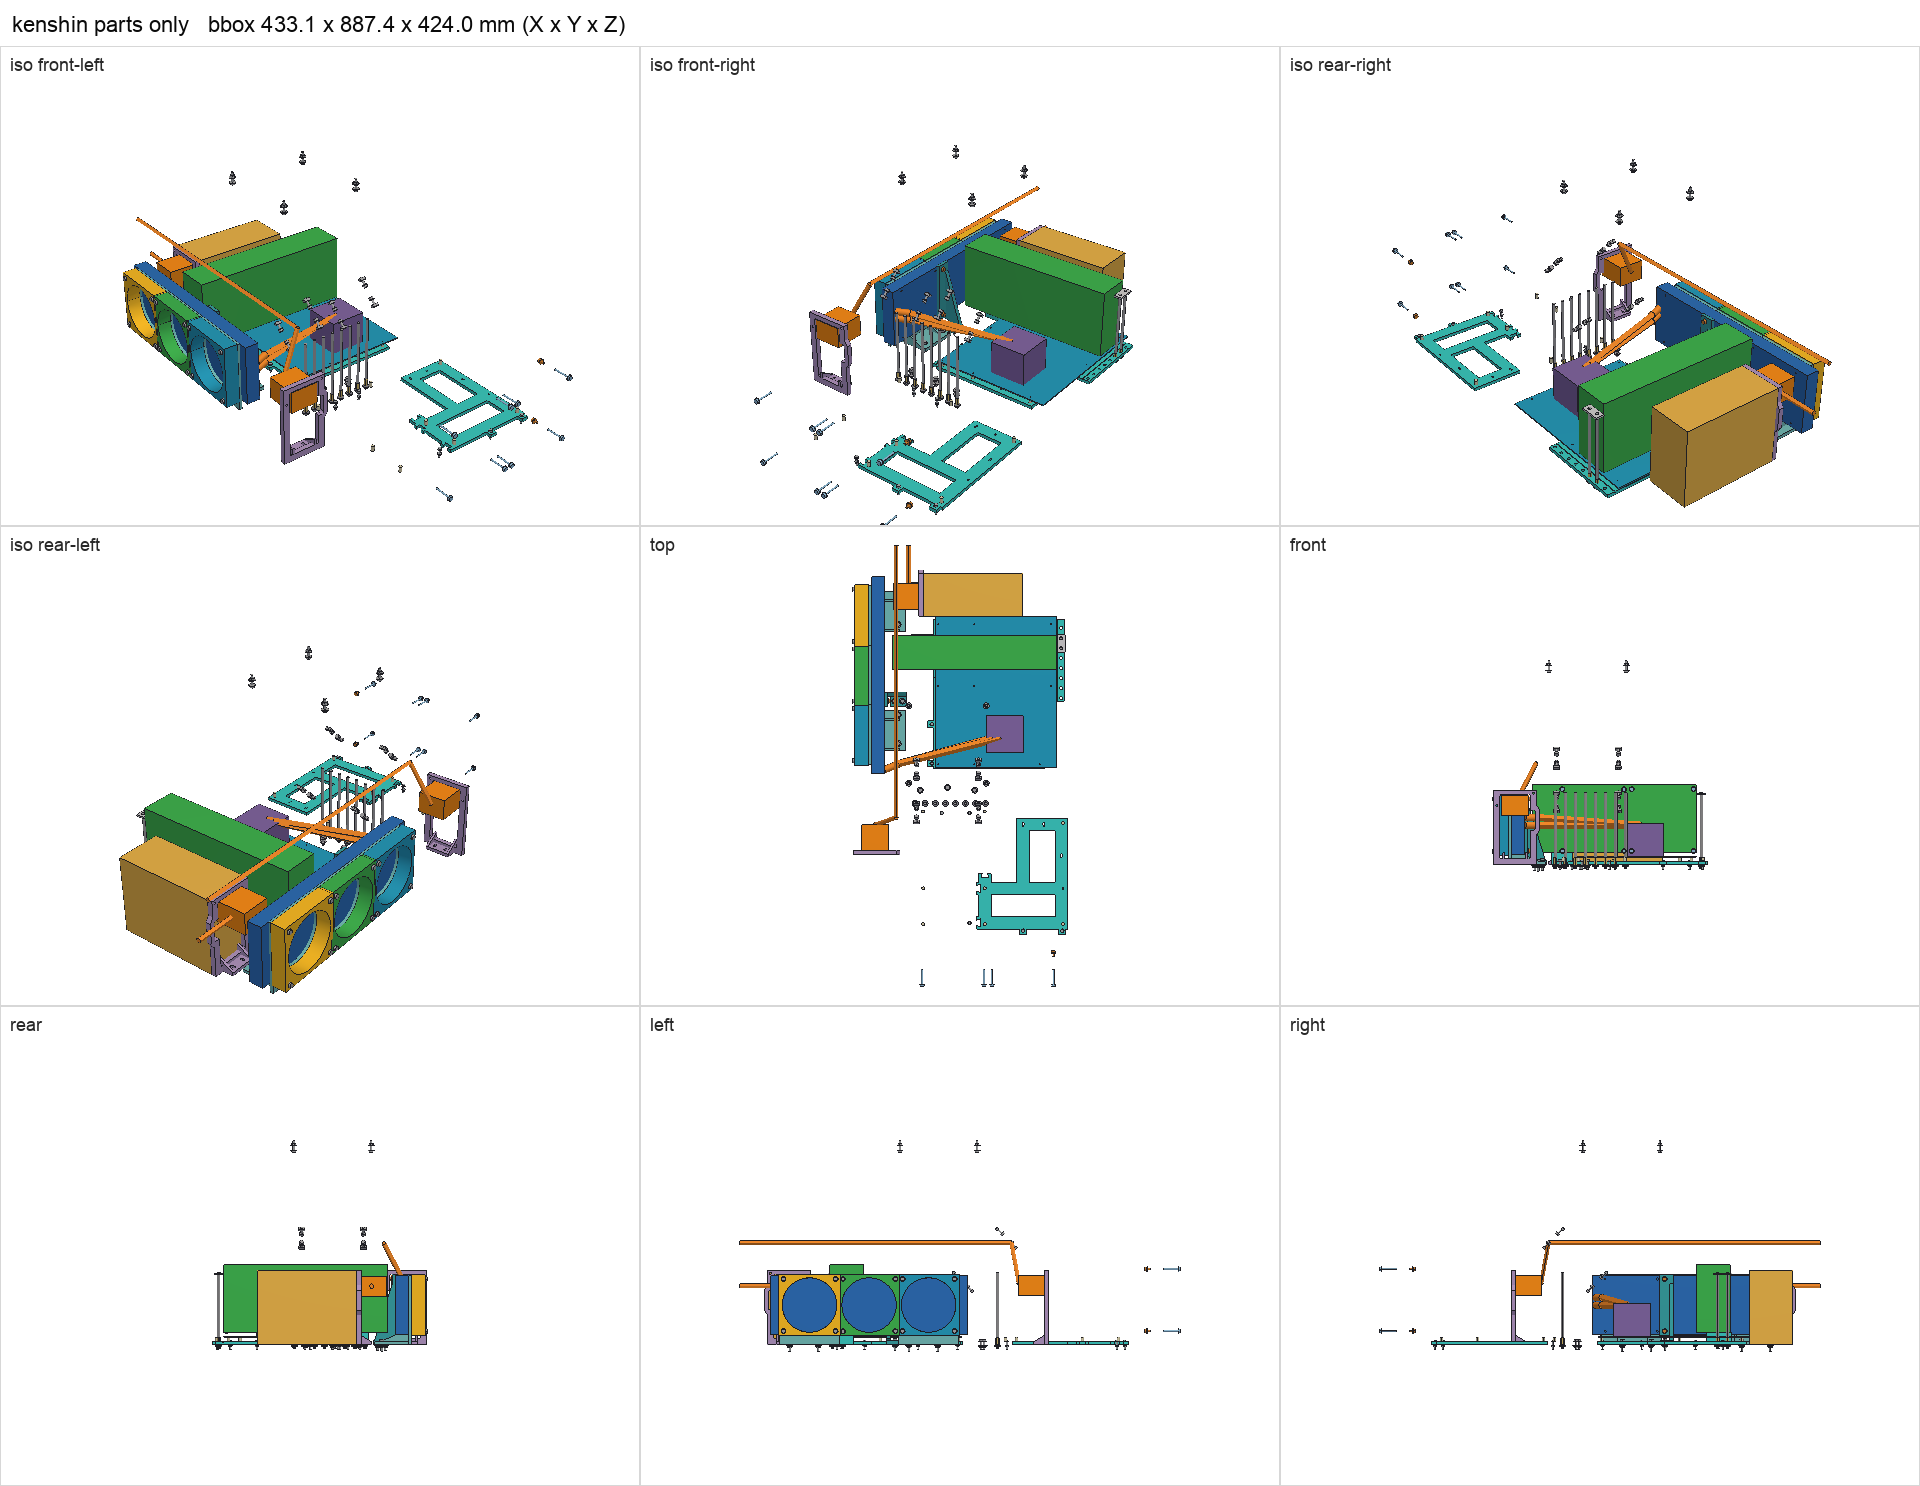 kenshin parts only   bbox 433.1 x 887.4 x 424.0 mm (X x Y x Z)
iso front-left
iso front-right
iso rear-right
iso rear-left
top
front
rear
left
right